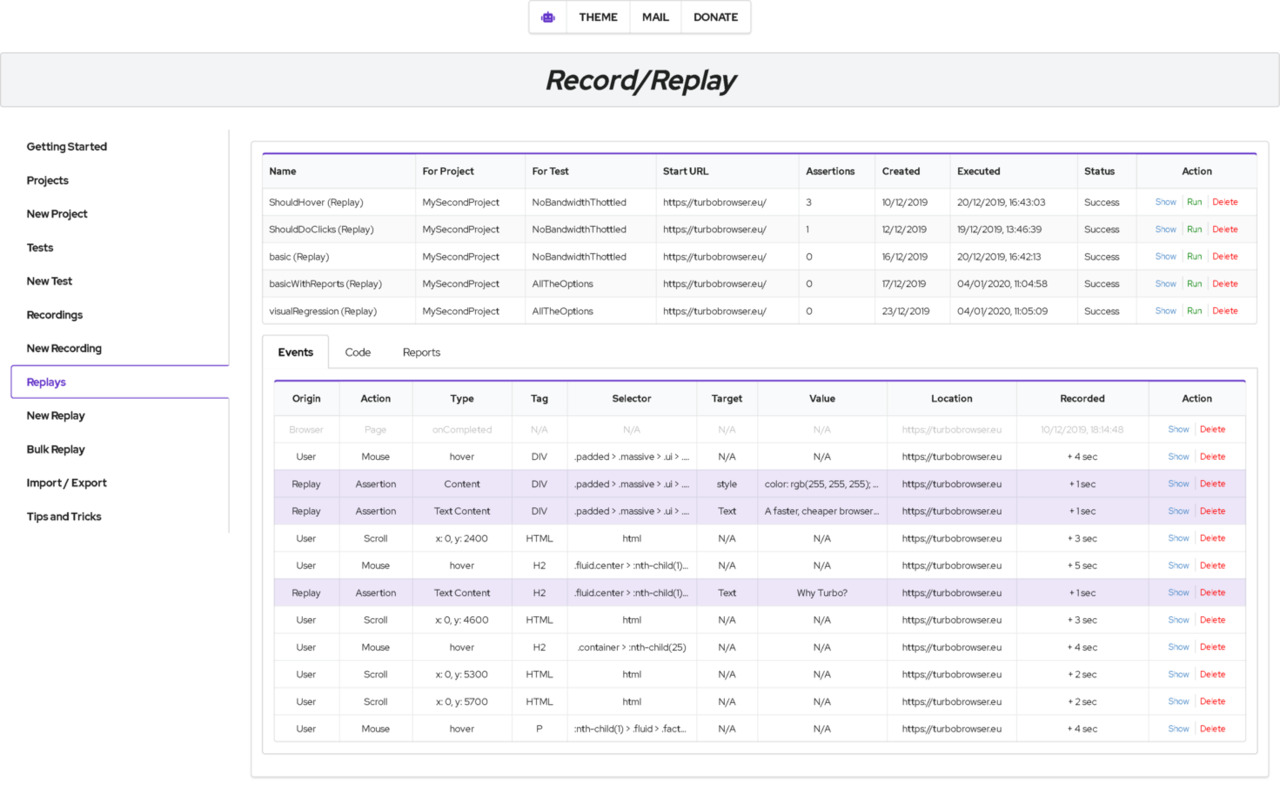 THEME MAIL DONATE
Record/Replay
Getting Started
Projects
New Project
Tests
New Test
Recordings
New Recording
Replays
New Replay
Bulk Replay
Import / Export
Tips and Tricks
Name For Project For Test Start URL Assertions Created Executed Status Action
ShouldHover (Replay) MySecondProject NoBandwidthThottled https://turbobrowser.eu/ 3 10/12/2019 20/12/2019, 16:43:03 Success Show Run Delete
ShouldDoClicks (Replay) MySecondProject NoBandwidthThottled https://turbobrowser.eu/ 1 12/12/2019 19/12/2019, 13:46:39 Success Show Run Delete
basic (Replay) MySecondProject NoBandwidthThottled https://turbobrowser.eu/ 0 16/12/2019 20/12/2019, 16:42:13 Success Show Run Delete
basicWithReports (Replay) MySecondProject AllTheOptions https://turbobrowser.eu/ 0 17/12/2019 04/01/2020, 11:04:58 Success Show Run Delete
visualRegression (Replay) MySecondProject AllTheOptions https://turbobrowser.eu/ 0 23/12/2019 04/01/2020, 11:05:09 Success Show Run Delete
Events Code Reports
Origin Action Type Tag Selector Target Value Location Recorded Action
Browser Page onCompleted N/A N/A N/A N/A https://turbobrowser.eu 10/12/2019, 18:14:48 Show Delete
User Mouse hover DIV .padded > .massive > .ui > .... N/A N/A https://turbobrowser.eu + 4 sec Show Delete
Replay Assertion Content DIV .padded > .massive > .ui > .... style color: rgb(255, 255, 255); ... https://turbobrowser.eu + 1 sec Show Delete
Replay Assertion Text Content DIV .padded > .massive > .ui > .... Text A faster, cheaper browser... https://turbobrowser.eu + 1 sec Show Delete
User Scroll x: 0, y: 2400 HTML html N/A N/A https://turbobrowser.eu + 3 sec Show Delete
User Mouse hover H2 .fluid.center > :nth-child(1)... N/A N/A https://turbobrowser.eu + 5 sec Show Delete
Replay Assertion Text Content H2 .fluid.center > :nth-child(1)... Text Why Turbo? https://turbobrowser.eu + 1 sec Show Delete
User Scroll x: 0, y: 4600 HTML html N/A N/A https://turbobrowser.eu + 3 sec Show Delete
User Mouse hover H2 .container > :nth-child(25) N/A N/A https://turbobrowser.eu + 4 sec Show Delete
User Scroll x: 0, y: 5300 HTML html N/A N/A https://turbobrowser.eu + 2 sec Show Delete
User Scroll x: 0, y: 5700 HTML html N/A N/A https://turbobrowser.eu + 2 sec Show Delete
User Mouse hover P :nth-child(1) > .fluid > .fact... N/A N/A https://turbobrowser.eu + 4 sec Show Delete